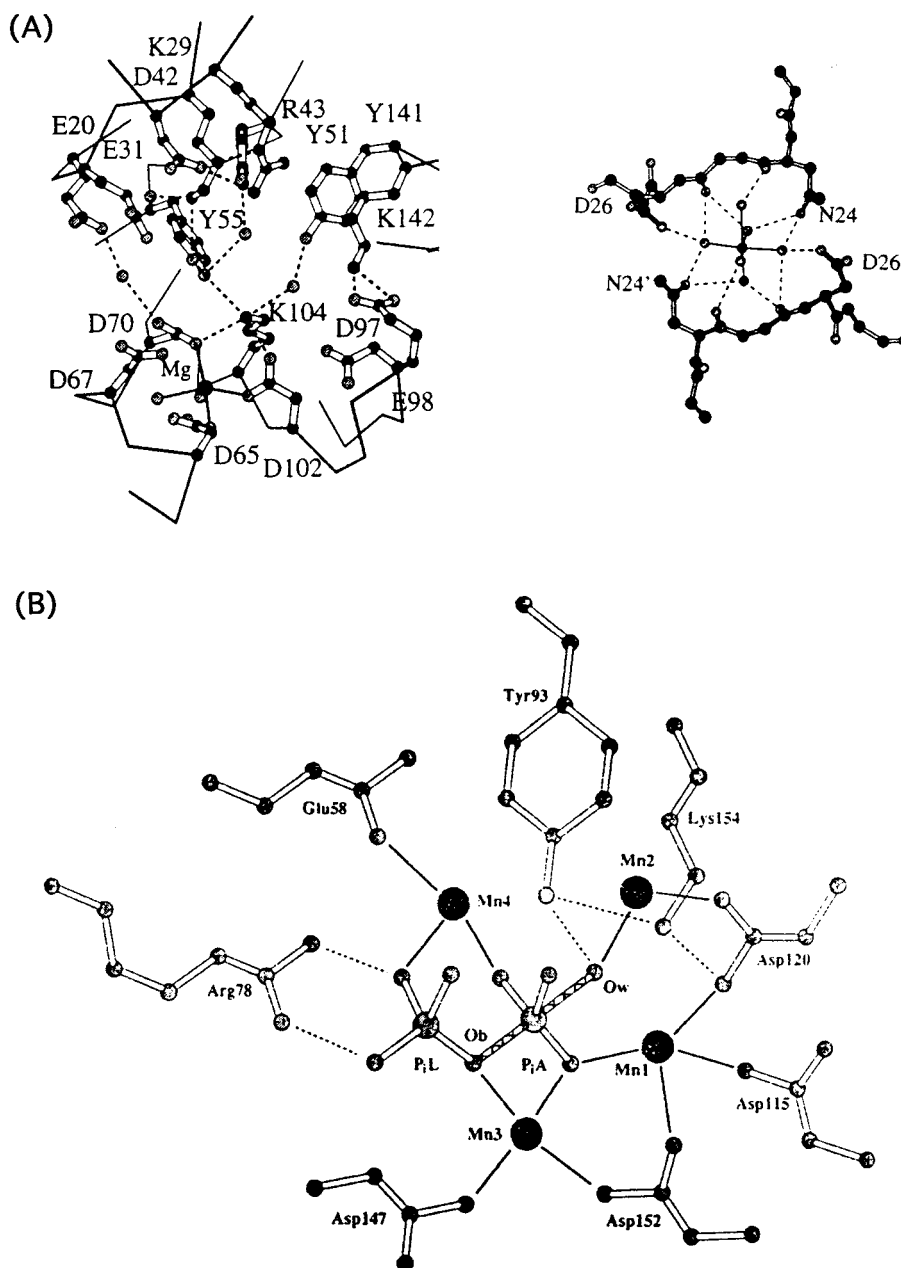 (A)
K29
D42
R43
E20
Y51
Y141
E31
Y55
K142
D70
K104
D97
Mg
D67
E98
D65
D102
D26
N24
N24'
D26
(B)
Tyr93
Glu58
Lys154
Mn2
Mn4
Arg78
Asp120
Ow
Ob
PiL
PiA
Mn1
Asp115
Mn3
Asp147
Asp152